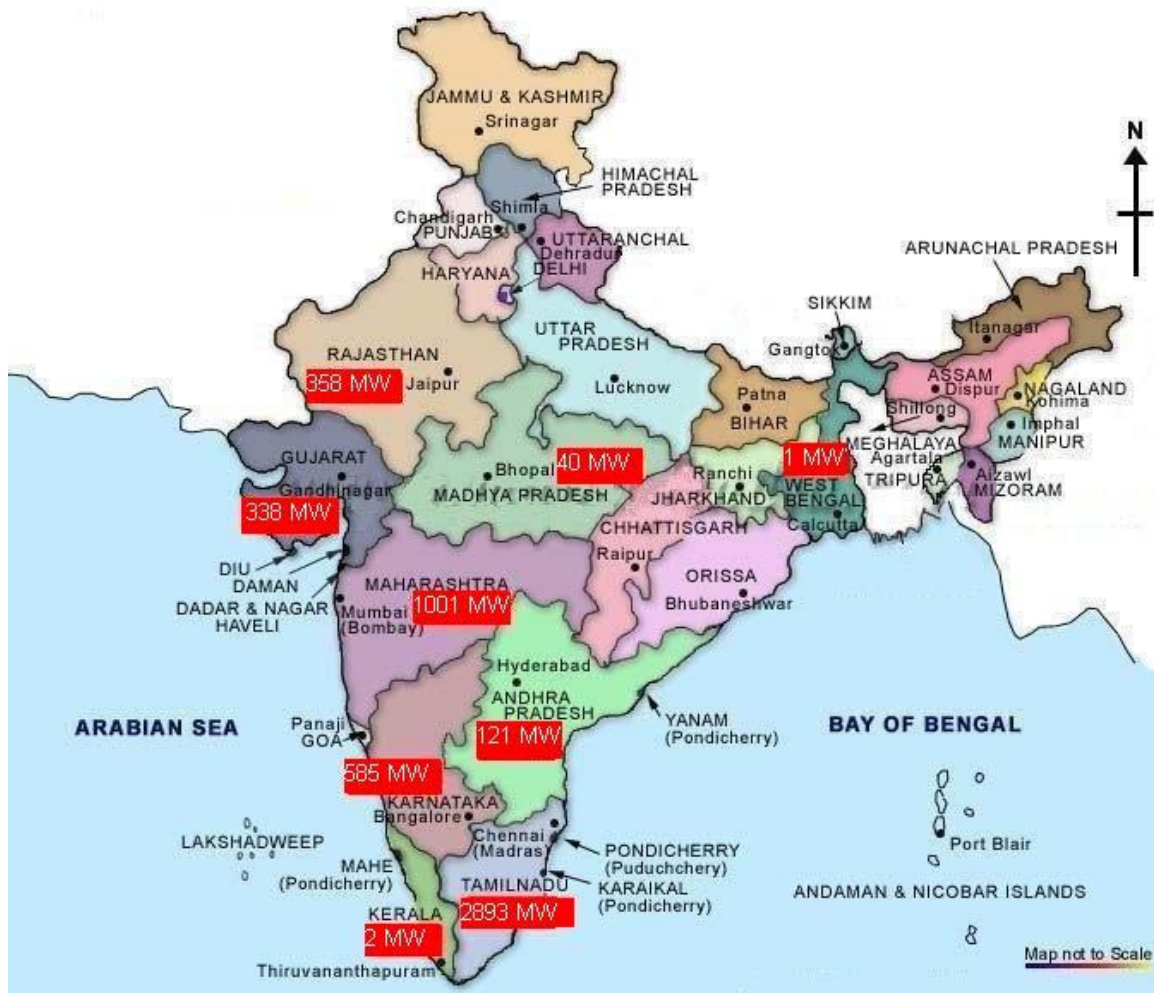 JAMMU & KASHMIR
Srinagar
N
HIMACHAL
PRADESH
Shimla
Chandigarh
PUNJAB
UTTARANCHAL
Dehradun
DELHI
HARYANA
ARUNACHAL PRADESH
SIKKIM
Itanagar
UTTAR
PRADESH
Gangtok
RAJASTHAN
358 MW
Jaipur
Lucknow
ASSAM
Dispur
NAGALAND
Kohima
Patna
BIHAR
Shillong
Imphal
MANIPUR
MEGHALAYA
GUJARAT
Gandhinagar
Bhopal
40 MW
MADHYA PRADESH
Ranchi
JHARKHAND
1 MW
WEST
BENGAL
Calcutta
Agartala
TRIPURA
Aizawl
MIZORAM
338 MW
CHHATTISGARH
Raipur
DIU
DAMAN
DADAR & NAGAR
HAVELI
MAHARASHTRA
1001 MW
Mumbai
(Bombay)
ORISSA
Bhubaneshwar
Hyderabad
ANDHRA
PRADESH
121 MW
YANAM
(Pondicherry)
ARABIAN SEA
Panaji
GOA
BAY OF BENGAL
585 MW
KARNATAKA
Bangalore
LAKSHADWEEP
Chennai
(Madras)
MAHE
(Pondicherry)
PONDICHERRY
(Puduchchery)
KARAIKAL
(Pondicherry)
Port Blair
TAMILNADU
2893 MW
ANDAMAN & NICOBAR ISLANDS
KERALA
2 MW
Thiruvananthapuram
Map not to Scale